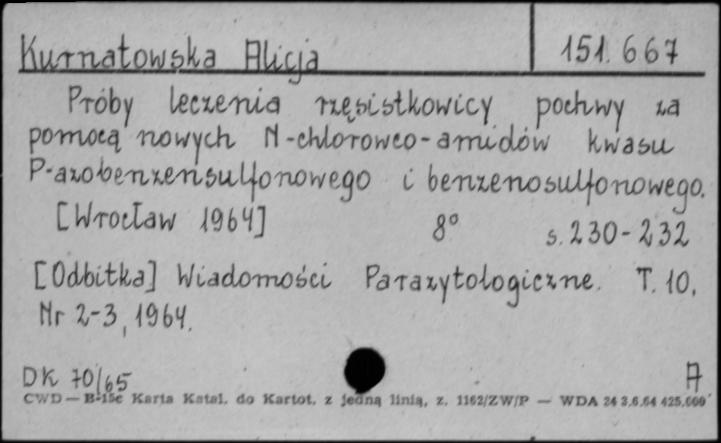 Kurnatowska Alicja
151.667
Próby leczenia rzęsistkowicy pochwy za
pomocą nowych N-chlorowco-amidów kwasu
P-azobenzensulfonowego i benzenosulfonowego.
[Wrocław 1964] 8° s. 230-232
[Odbitka] Wiadomości Parazytologiczne. T. 10,
Nr 2-3, 1964.
DK 70/65 A
CWD — B-15c Karta Katal. do Kartot. z jedną linią, z. 1162/ZW/P — WDA 24 3.6.64 425.000